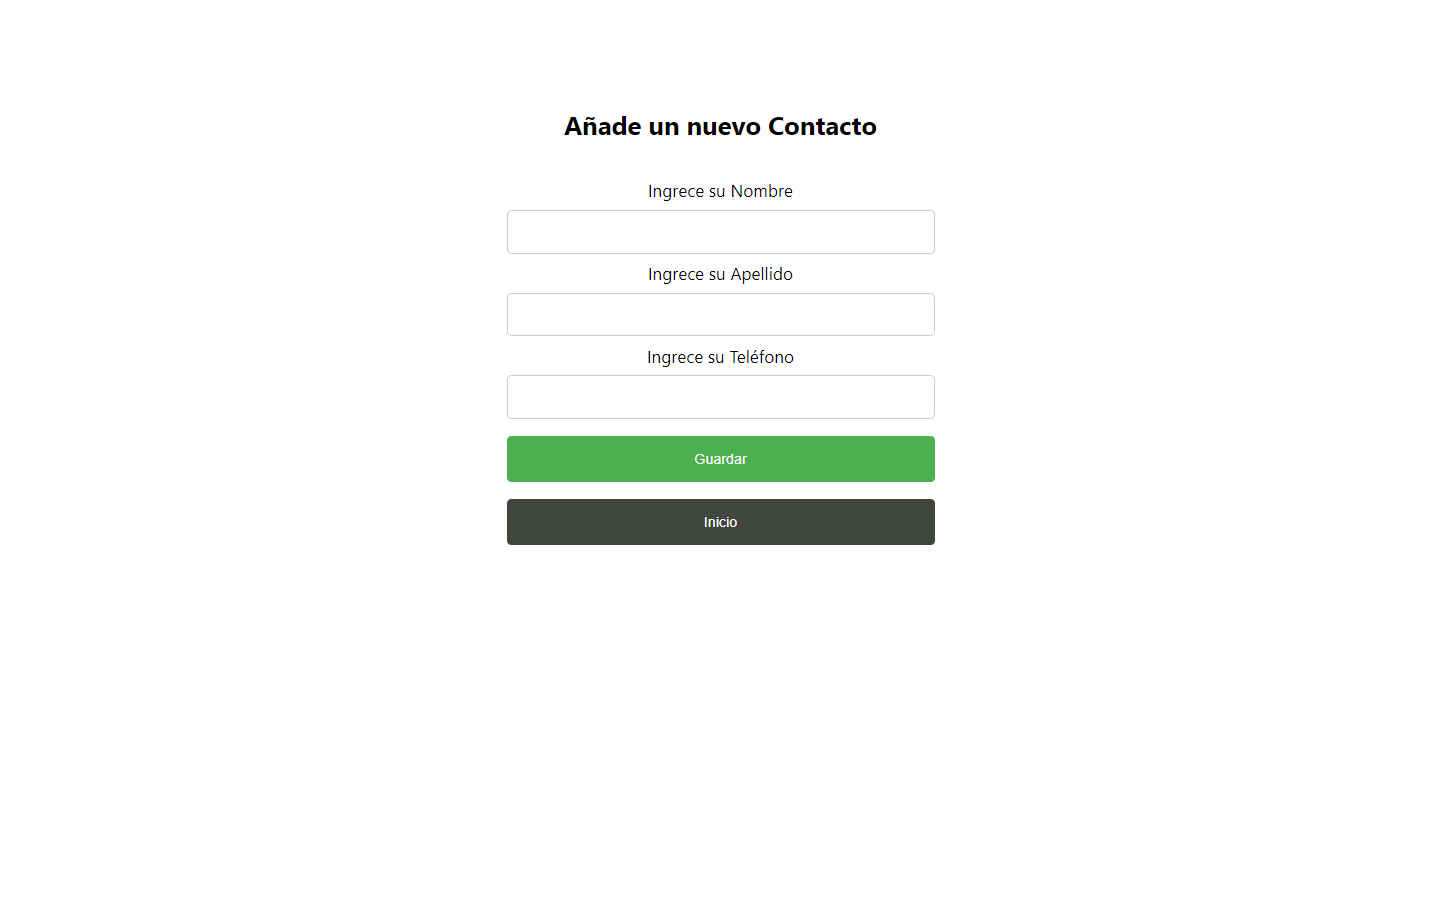 Añade un nuevo Contacto
Ingrece su Nombre
Ingrece su Apellido
Ingrece su Teléfono
Guardar
Inicio